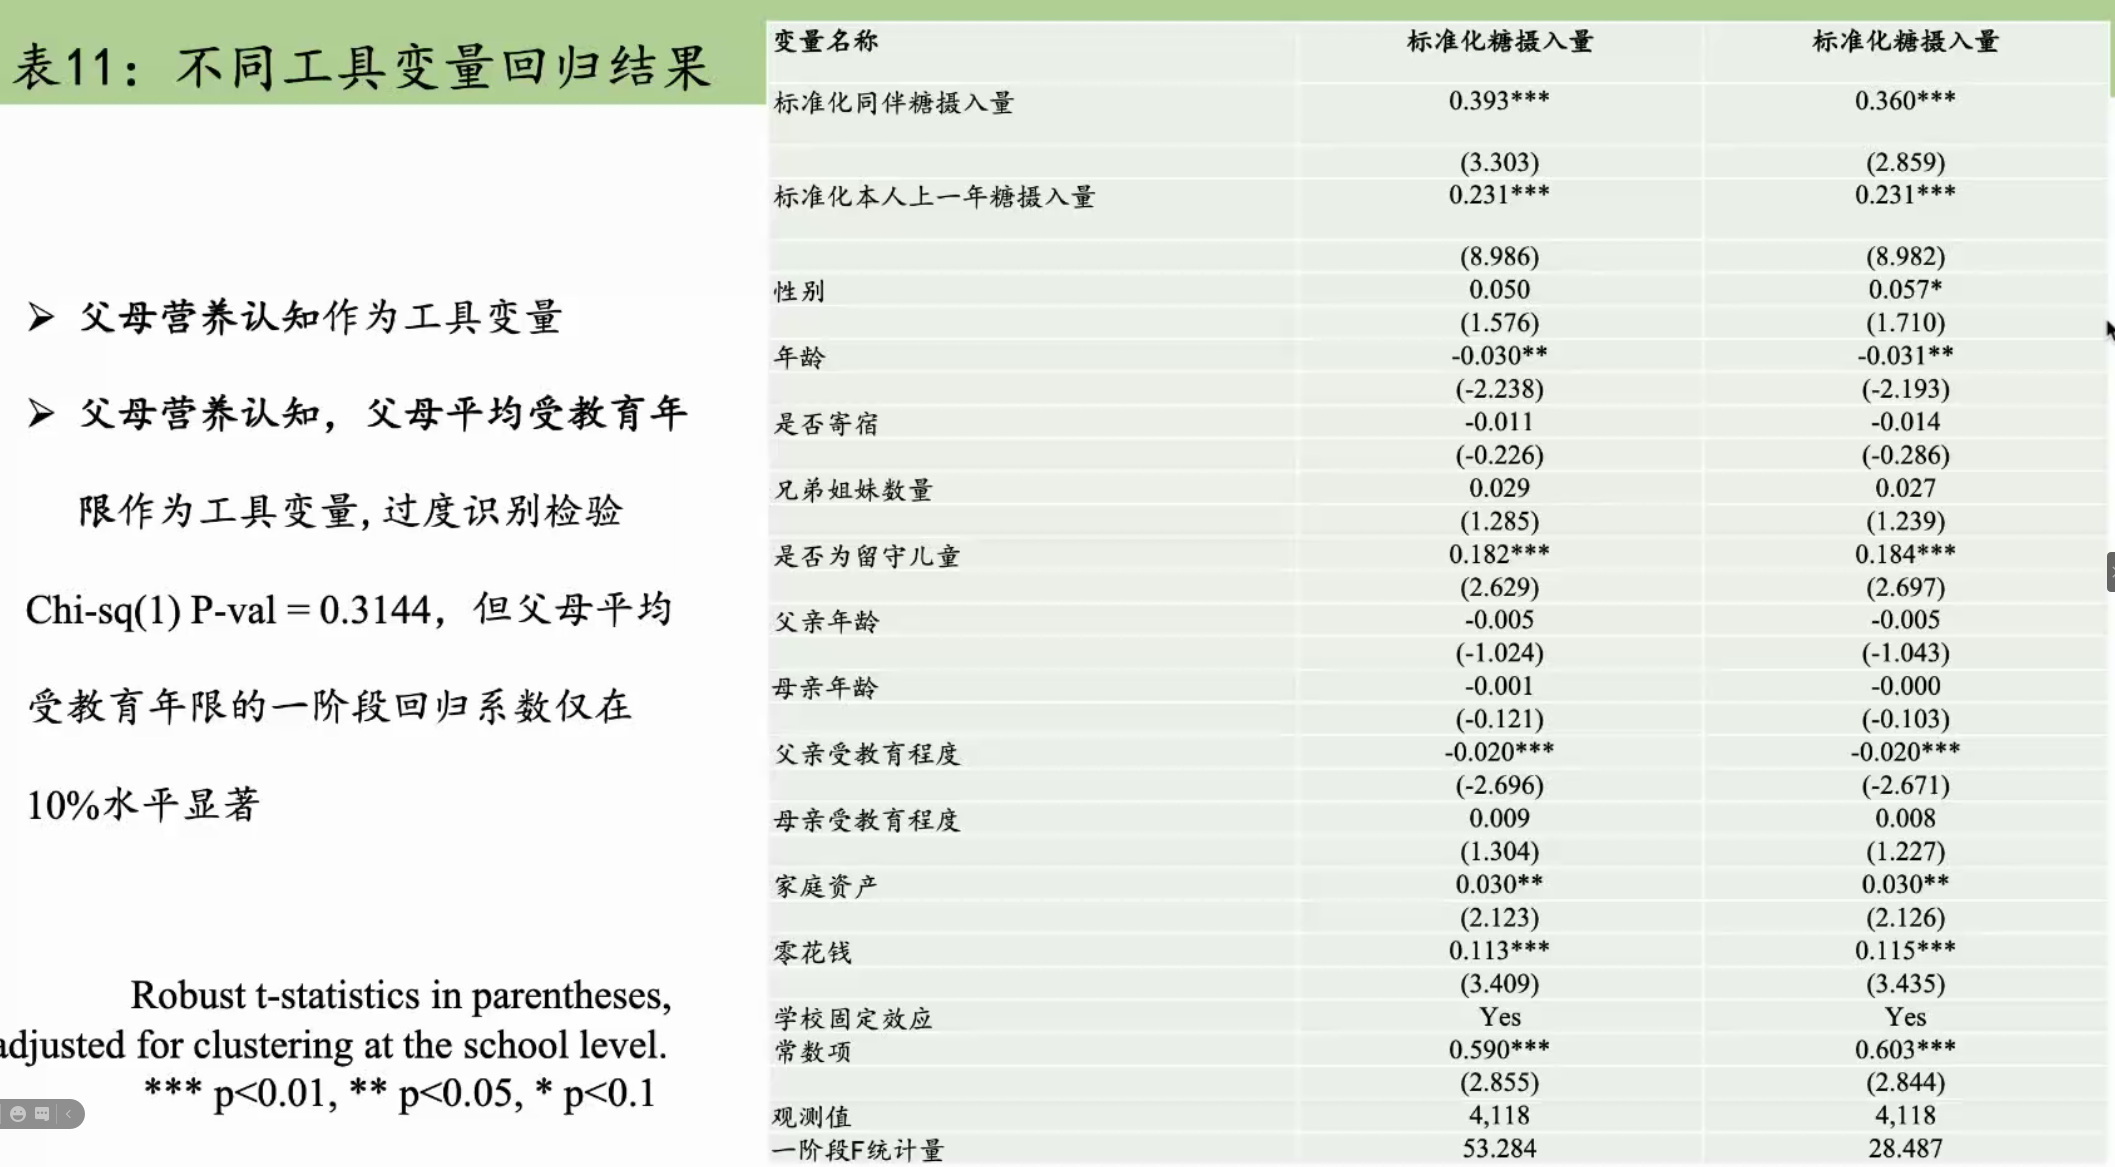 表11：不同工具变量回归结果
➢ 父母营养认知作为工具变量
➢ 父母营养认知，父母平均受教育年
限作为工具变量,过度识别检验
Chi-sq(1) P-val = 0.3144，但父母平均
受教育年限的一阶段回归系数仅在
10%水平显著
Robust t-statistics in parentheses,
adjusted for clustering at the school level.
*** p<0.01, ** p<0.05, * p<0.1
变量名称 标准化糖摄入量 标准化糖摄入量
标准化同伴糖摄入量 0.393*** 0.360***
(3.303) (2.859)
标准化本人上一年糖摄入量 0.231*** 0.231***
(8.986) (8.982)
性别 0.050 0.057*
(1.576) (1.710)
年龄 -0.030** -0.031**
(-2.238) (-2.193)
是否寄宿 -0.011 -0.014
(-0.226) (-0.286)
兄弟姐妹数量 0.029 0.027
(1.285) (1.239)
是否为留守儿童 0.182*** 0.184***
(2.629) (2.697)
父亲年龄 -0.005 -0.005
(-1.024) (-1.043)
母亲年龄 -0.001 -0.000
(-0.121) (-0.103)
父亲受教育程度 -0.020*** -0.020***
(-2.696) (-2.671)
母亲受教育程度 0.009 0.008
(1.304) (1.227)
家庭资产 0.030** 0.030**
(2.123) (2.126)
零花钱 0.113*** 0.115***
(3.409) (3.435)
学校固定效应 Yes Yes
常数项 0.590*** 0.603***
(2.855) (2.844)
观测值 4,118 4,118
一阶段F统计量 53.284 28.487